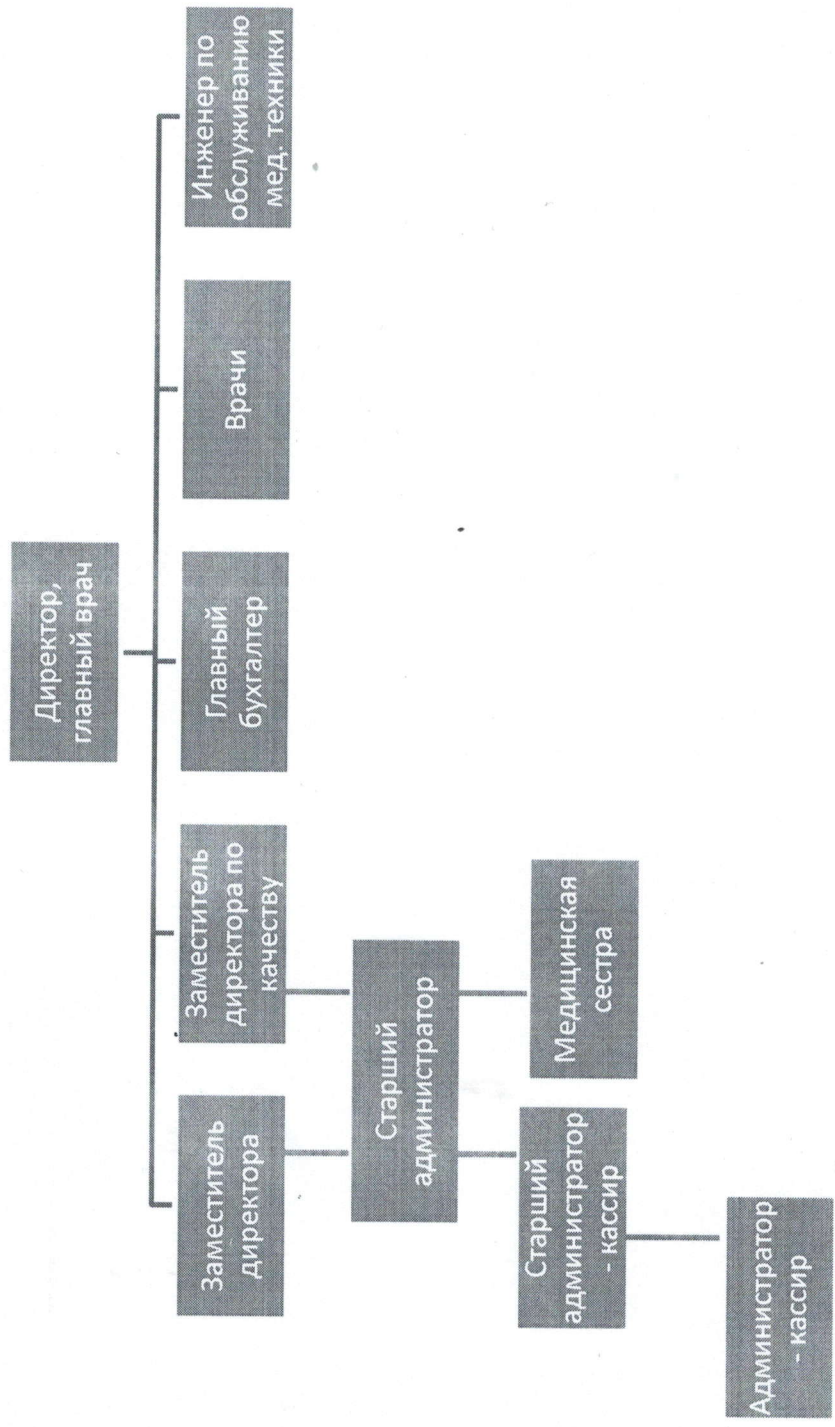 Директор,
главный врач
Заместитель
директора
Заместитель
директора по
качеству
Главный
бухгалтер
Врачи
Инженер по
обслуживанию
мед. техники
Старший
администратор
Старший
администратор
- кассир
Медицинская
сестра
Администратор
- кассир